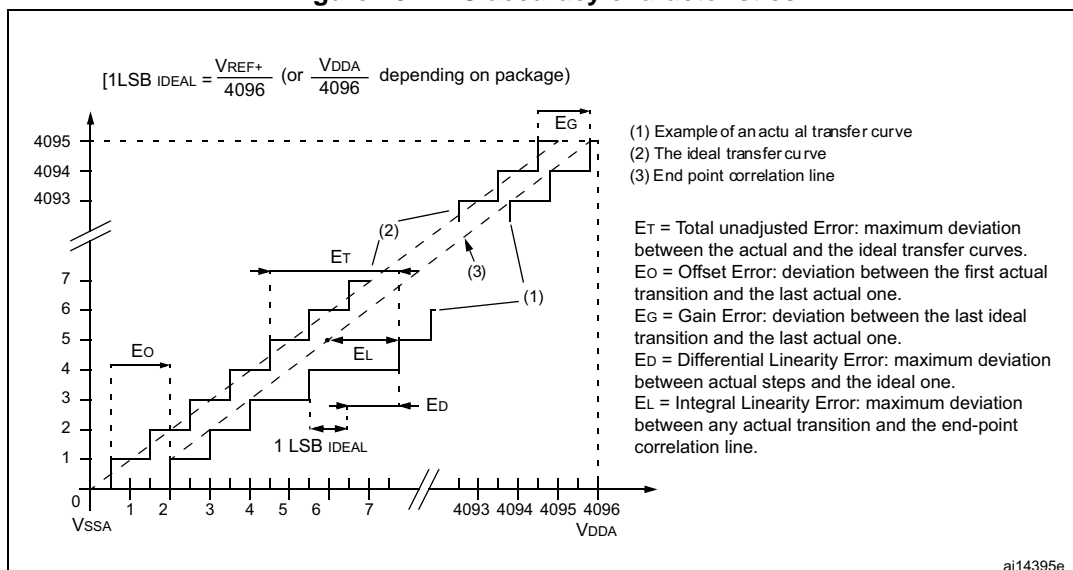 [1LSB IDEAL = VREF+ / 4096 (or VDDA / 4096 depending on package)
EG
4095
4094
4093
7
6
5
4
3
2
1
0
(1) Example of an actu al transfer curve
(2) The ideal transfer cu rve
(3) End point correlation line
(2)
ET
(3)
(1)
EO
EL
ED
1 LSB IDEAL
ET = Total unadjusted Error: maximum deviation
between the actual and the ideal transfer curves.
EO = Offset Error: deviation between the first actual
transition and the last actual one.
EG = Gain Error: deviation between the last ideal
transition and the last actual one.
ED = Differential Linearity Error: maximum deviation
between actual steps and the ideal one.
EL = Integral Linearity Error: maximum deviation
between any actual transition and the end-point
correlation line.
1 2 3 4 5 6 7 4093 4094 4095 4096
VSSA
VDDA
ai14395e